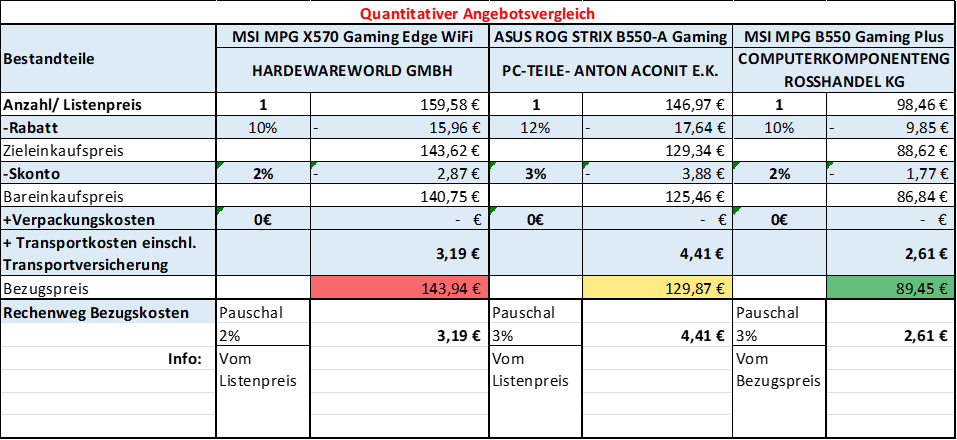 Quantitativer Angebotsvergleich
Bestandteile
MSI MPG X570 Gaming Edge WiFi ASUS ROG STRIX B550-A Gaming MSI MPG B550 Gaming Plus
HARDEWAREWORLD GMBH PC-TEILE- ANTON ACONIT E.K. COMPUTERKOMPONENTENG
ROSSHANDEL KG
Anzahl/ Listenpreis 1 159,58 € 1 146,97 € 1 98,46 €
-Rabatt 10% - 15,96 € 12% - 17,64 € 10% - 9,85 €
Zieleinkaufspreis 143,62 € 129,34 € 88,62 €
-Skonto 2% - 2,87 € 3% - 3,88 € 2% - 1,77 €
Bareinkaufspreis 140,75 € 125,46 € 86,84 €
+Verpackungskosten 0€ - € 0€ - € 0€ - €
+ Transportkosten einschl.
Transportversicherung 3,19 € 4,41 € 2,61 €
Bezugspreis 143,94 € 129,87 € 89,45 €
Rechenweg Bezugskosten Pauschal Pauschal Pauschal
2% 3,19 € 3% 4,41 € 3% 2,61 €
Info: Vom Vom Vom
Listenpreis Listenpreis Bezugspreis